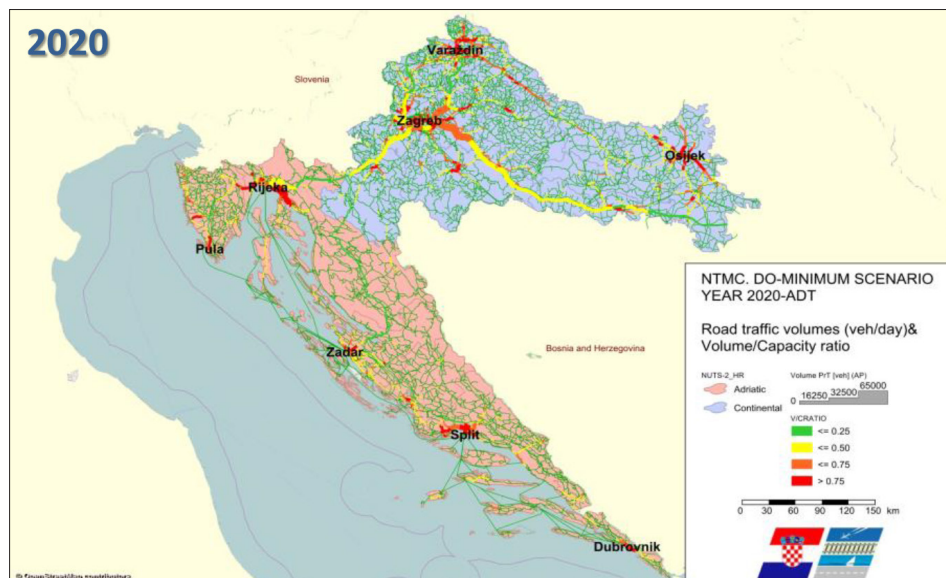 2020
Slovenia
Varazdin
Zagreb
Osijek
Rijeka
Pula
Zadar
Bosnia and Herzegovina
Split
Dubrovnik
NTMC. DO-MINIMUM SCENARIO
YEAR 2020-ADT
Road traffic volumes (veh/day)&
Volume/Capacity ratio
NUTS-2_HR
Adriatic
Continental
Volume PrT [veh] (AP)
0 16250 32500 65000
V/CRATIO
<= 0.25
<= 0.50
<= 0.75
> 0.75
0 30 60 90 120 150 km